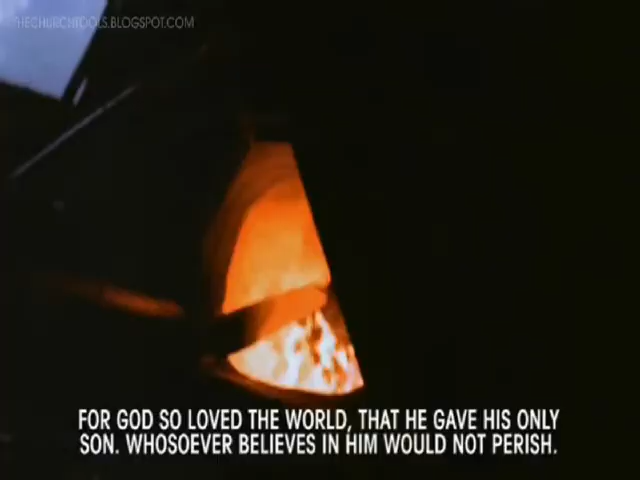 THECHURCHTOOLS.BLOGSPOT.COM
FOR GOD SO LOVED THE WORLD, THAT HE GAVE HIS ONLY
SON. WHOSOEVER BELIEVES IN HIM WOULD NOT PERISH.